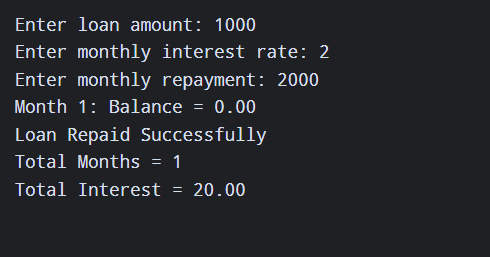 Enter loan amount: 1000
Enter monthly interest rate: 2
Enter monthly repayment: 2000
Month 1: Balance = 0.00
Loan Repaid Successfully
Total Months = 1
Total Interest = 20.00